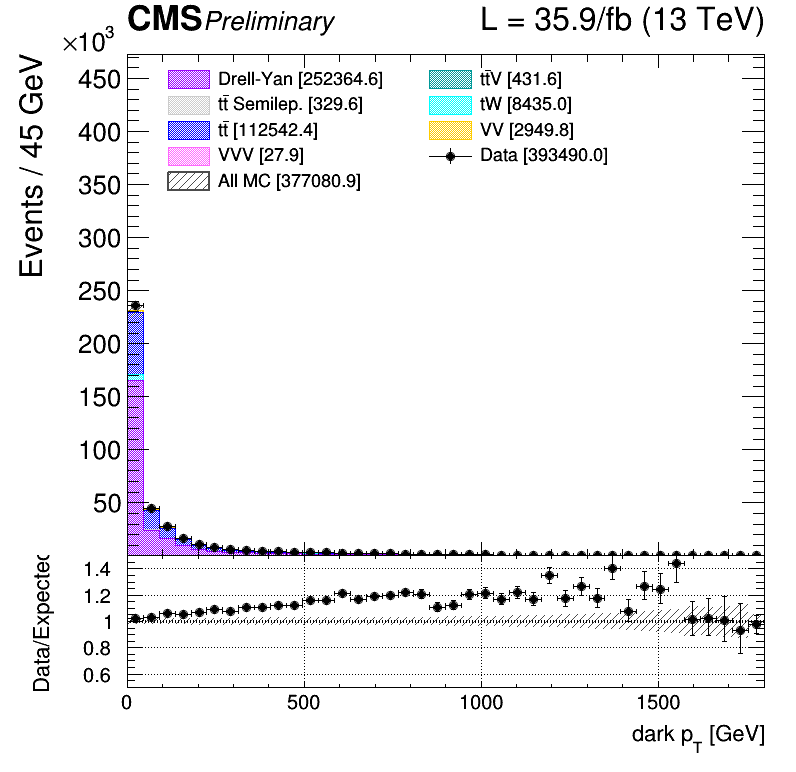 CMS Preliminary L = 35.9/fb (13 TeV)
×10³
Events / 45 GeV
450
400
350
300
250
200
150
100
50
Drell-Yan [252364.6]
tt̄ Semilep. [329.6]
tt̄ [112542.4]
VVV [27.9]
All MC [377080.9]
tt̄V [431.6]
tW [8435.0]
VV [2949.8]
Data [393490.0]
Data/Expected
1.4
1.2
1
0.8
0.6
0 500 1000 1500
dark p_T [GeV]